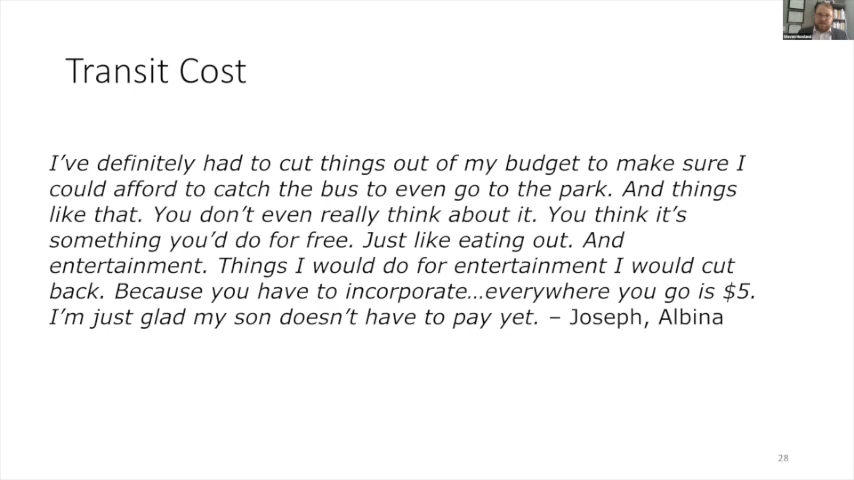 Transit Cost
I've definitely had to cut things out of my budget to make sure I
could afford to catch the bus to even go to the park. And things
like that. You don't even really think about it. You think it's
something you'd do for free. Just like eating out. And
entertainment. Things I would do for entertainment I would cut
back. Because you have to incorporate…everywhere you go is $5.
I'm just glad my son doesn't have to pay yet. – Joseph, Albina
28